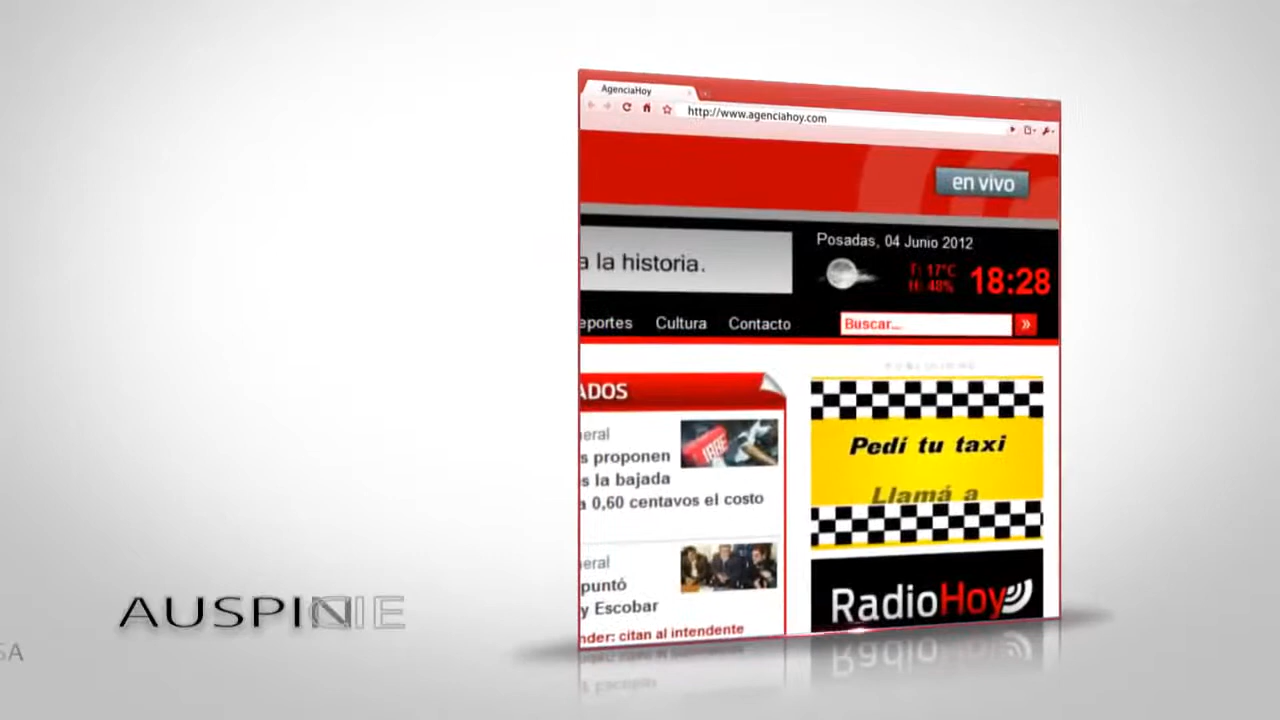 AgenciaHoy
http://www.agenciahoy.com
en vivo
a la historia.
Posadas, 04 Junio 2012
T: 17°C
H: 48%
18:28
eportes Cultura Contacto
Buscar... »
ADOS
eral
s proponen
s la bajada
a 0,60 centavos el costo
Pedí tu taxi
Llamá a
eral
puntó
y Escobar
nder: citan al intendente
RadioHoy
SA